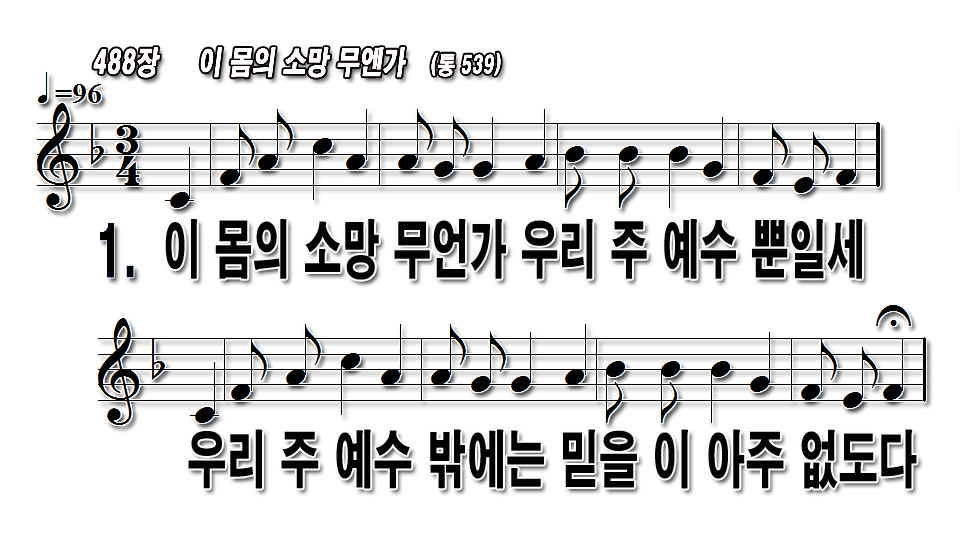 488장 이 몸의 소망 무엔가 (통 539)
♩=96
3
4
1. 이 몸의 소망 무언가 우리 주 예수 뿐일세
우리 주 예수 밖에는 믿을 이 아주 없도다